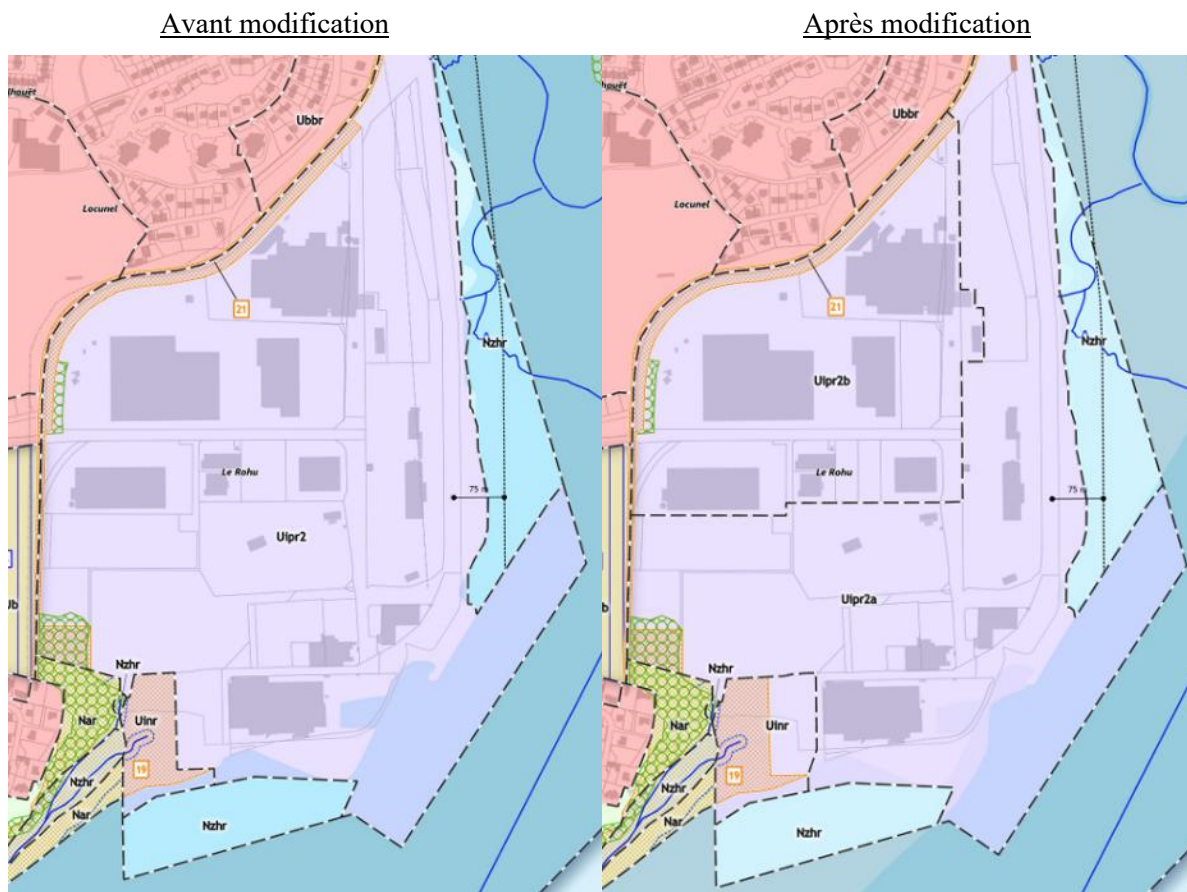 Avant modification
Après modification
Ubbr
Locunel
21
Nzhr
Le Rohu
75 m
Uipr2
Nzhr
Uinr
Nar
19
Nzhr
Nar
Nzhr
Ubbr
Locunel
21
Nzhr
Uipr2b
Le Rohu
75 m
Uipr2a
Nzhr
Nar
Uinr
19
Nzhr
Nar
Nzhr